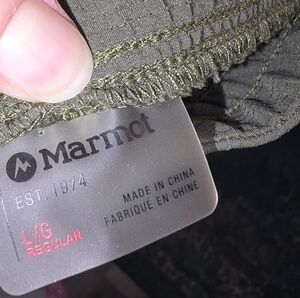 Marmot
EST. 1974
L/G
REGULAR
MADE IN CHINA
FABRIQUÉ EN CHINE